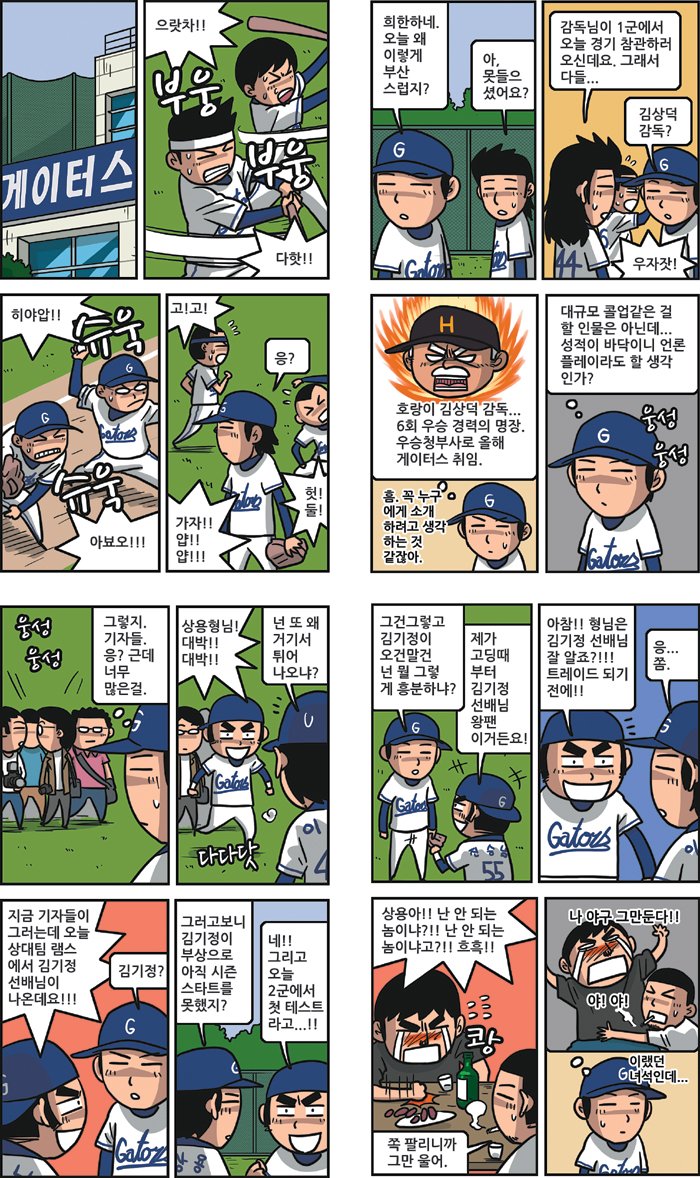 게이터스
으랏차!!
부웅
부웅
다핫!!
히야압!!
슈욱
슈욱
아뵤오!!!
고!고!
응?
헛!
둘!
Gators
가자!!
얍!!
얍!!!
희한하네.
오늘 왜
이렇게
부산
스럽지?
아,
못들으
셨어요?
G
Gators
감독님이 1군에서
오늘 경기 참관하러
오신데요. 그래서
다들...
김상덕
감독?
G
44
우자잣!
H
호랑이 김상덕 감독...
6회 우승 경력의 명장.
우승청부사로 올해
게이터스 취임.
흠. 꼭 누구
에게 소개
하려고 생각
하는 것
같잖아.
G
대규모 콜업같은 걸
할 인물은 아닌데...
성적이 바닥이니 언론
플레이라도 할 생각
인가?
웅성
웅성
G
Gators
웅성
웅성
그렇지.
기자들.
응? 근데
너무
많은걸.
G
상용형님!
대박!!
대박!!
넌 또 왜
거기서
튀어
나오냐?
Gators
이
4
다다닷
지금 기자들이
그러는데 오늘
상대팀 램스
에서 김기정
선배님이
나온데요!!!
김기정?
G
Gators
그러고보니
김기정이
부상으로
아직 시즌
스타트를
못했지?
네!!
그리고
오늘
2군에서
첫 테스트
라고...!!
G
상용
그건그렇고
김기정이
오건말건
넌 뭘 그렇
게 흥분하냐?
제가
고딩때
부터
김기정
선배님
왕팬
이거든요!
G
Gators
G
55
아참!! 형님은
김기정 선배님
잘 알죠?!!!
트레이드 되기
전에!!
응...
쫌.
Gators
이
상용아!! 난 안 되는
놈이냐?!! 난 안 되는
놈이냐고?!! 흐흑!!
쾅
쪽 팔리니까
그만 울어.
나 야구 그만둔다!!
야! 야!
이랬던
녀석인데...
G
Gators